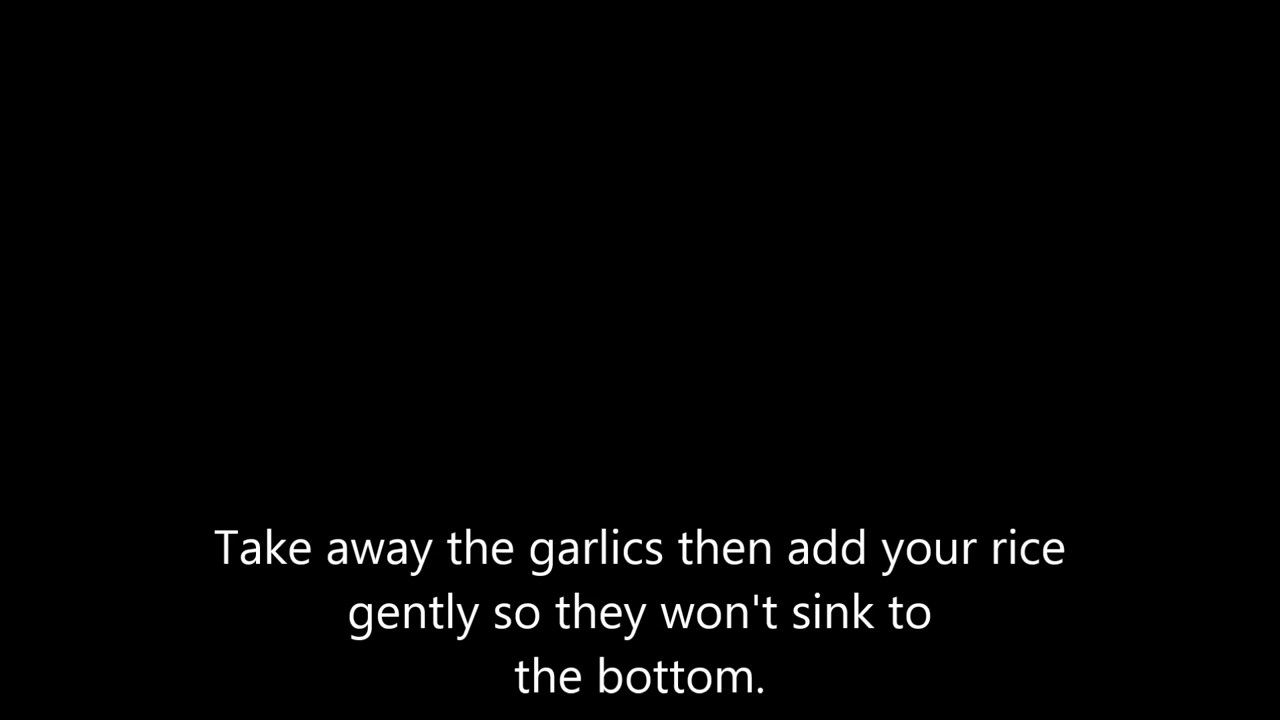 Take away the garlics then add your rice
gently so they won't sink to
the bottom.